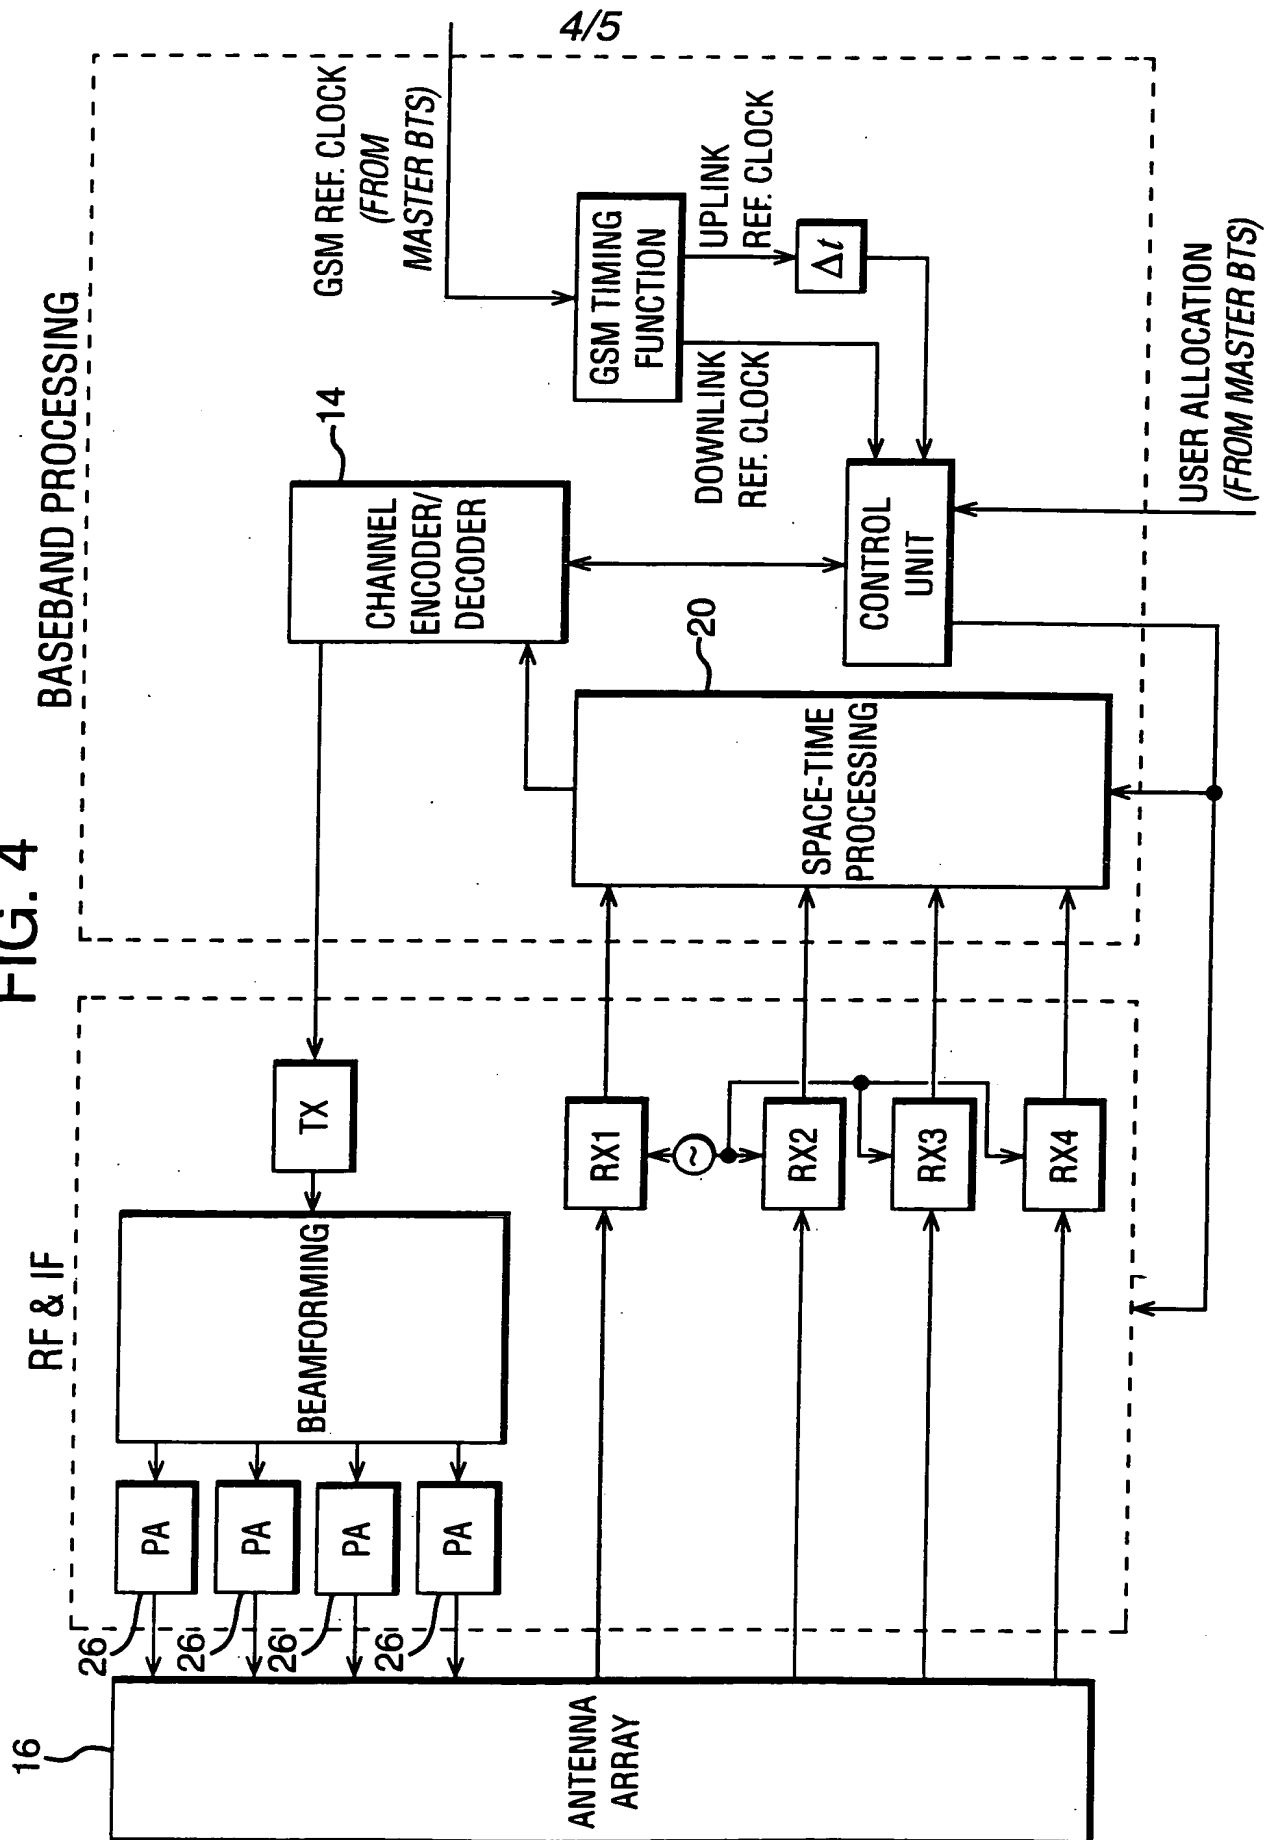 4/5
FIG. 4
BASEBAND PROCESSING
RF & IF
GSM REF. CLOCK
(FROM
MASTER BTS)
GSM TIMING
FUNCTION
UPLINK
REF. CLOCK
Δt
DOWNLINK
REF. CLOCK
14
CHANNEL
ENCODER/
DECODER
CONTROL
UNIT
USER ALLOCATION
(FROM MASTER BTS)
20
SPACE-TIME
PROCESSING
TX
BEAMFORMING
PA
PA
PA
PA
26
26
26
26
RX1
~
RX2
RX3
RX4
16
ANTENNA
ARRAY